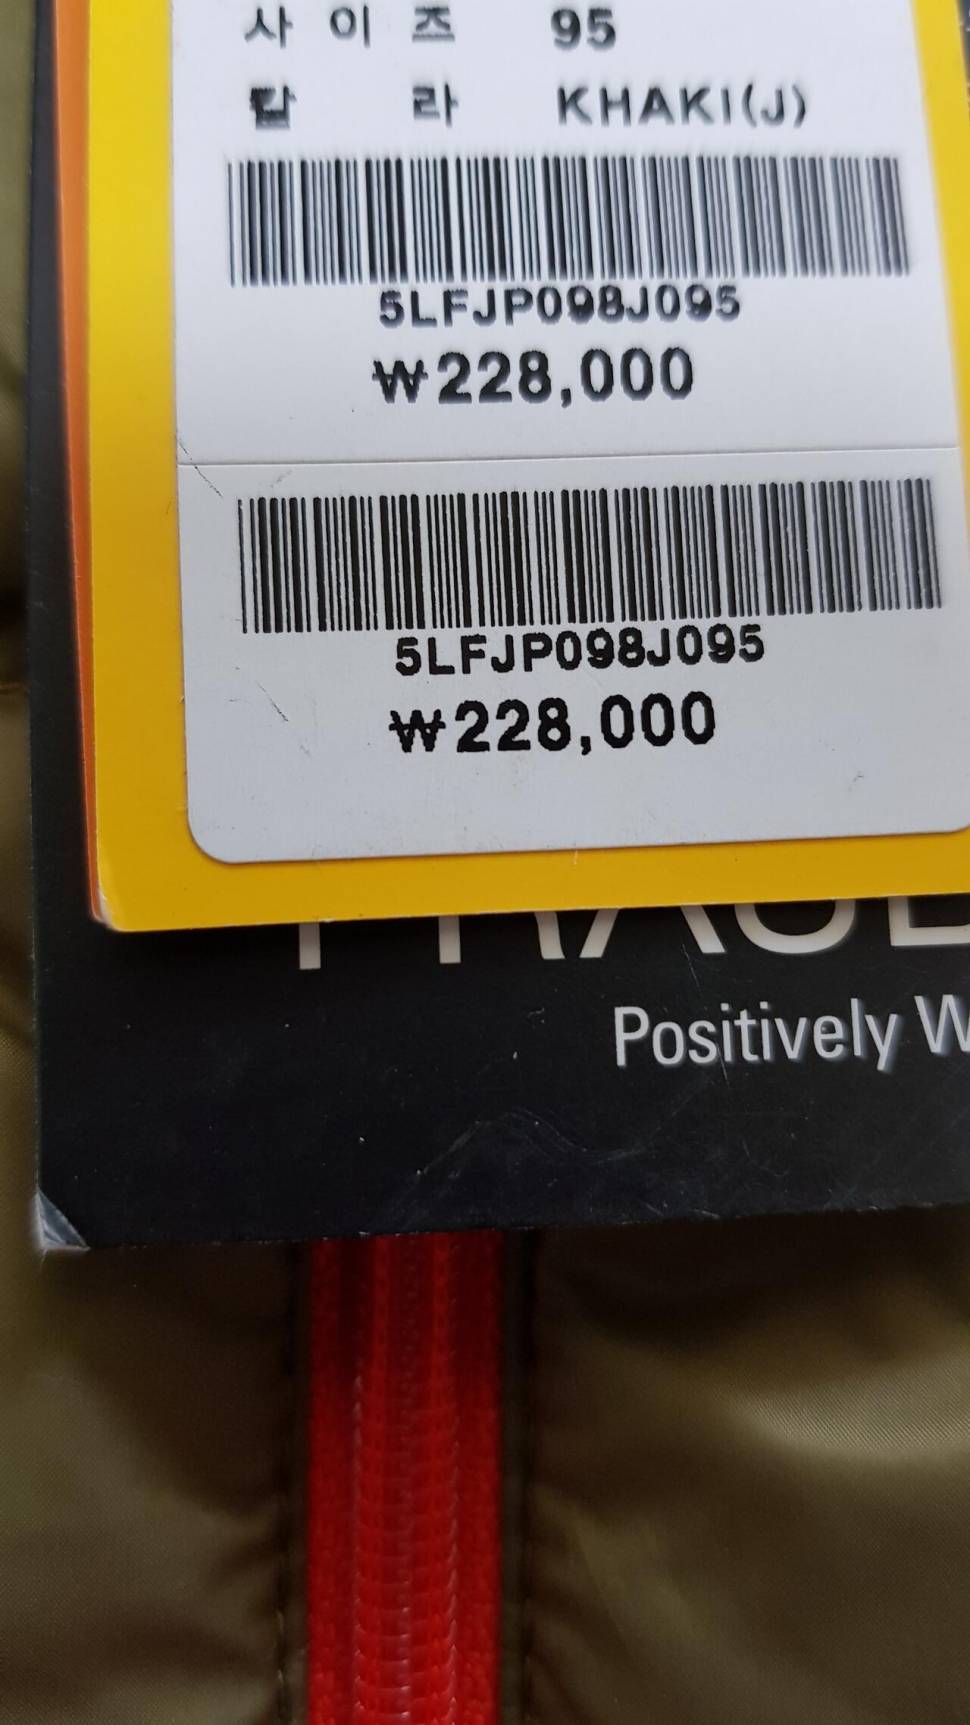 사 이 즈 95
칼 라 KHAKI(J)
5LFJP098J095
₩228,000
5LFJP098J095
₩228,000
Positively